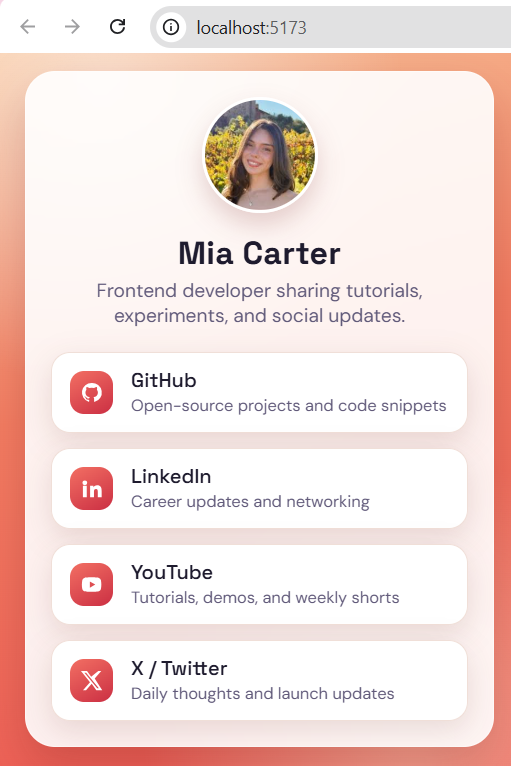 localhost:5173
Mia Carter
Frontend developer sharing tutorials,
experiments, and social updates.
GitHub
Open-source projects and code snippets
in
LinkedIn
Career updates and networking
YouTube
Tutorials, demos, and weekly shorts
X / Twitter
Daily thoughts and launch updates